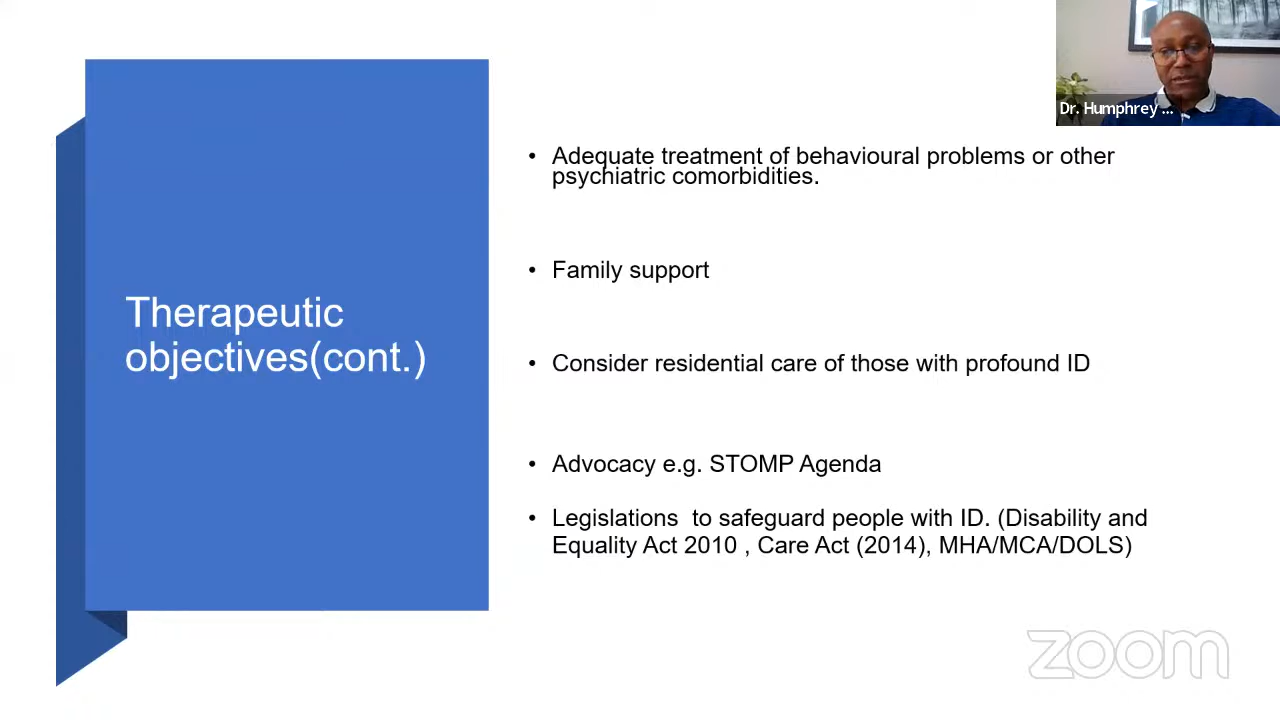 Dr. Humphrey ...
Therapeutic
objectives(cont.)
• Adequate treatment of behavioural problems or other
psychiatric comorbidities.
• Family support
• Consider residential care of those with profound ID
• Advocacy e.g. STOMP Agenda
• Legislations  to safeguard people with ID. (Disability and
Equality Act 2010 , Care Act (2014), MHA/MCA/DOLS)
zoom